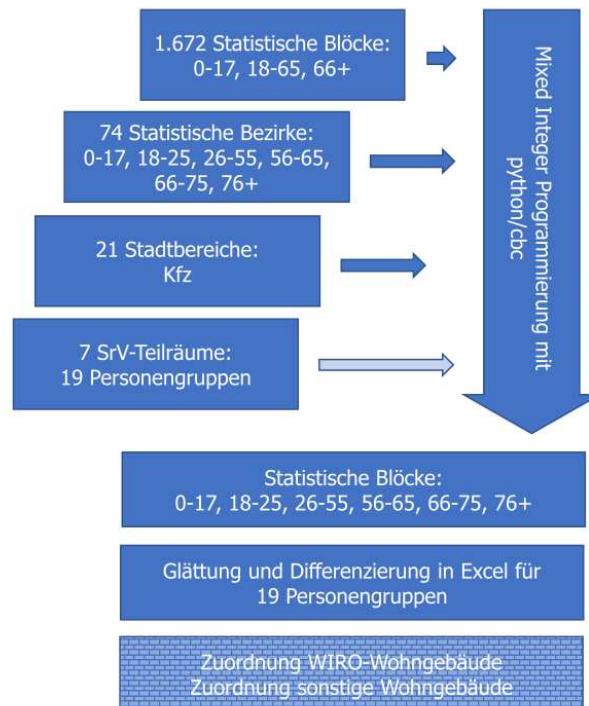 1.672 Statistische Blöcke:
0-17, 18-65, 66+
74 Statistische Bezirke:
0-17, 18-25, 26-55, 56-65,
66-75, 76+
21 Stadtbereiche:
Kfz
7 SrV-Teilräume:
19 Personengruppen
Mixed Integer Programmierung mit
python/cbc
Statistische Blöcke:
0-17, 18-25, 26-55, 56-65, 66-75, 76+
Glättung und Differenzierung in Excel für
19 Personengruppen
Zuordnung WIRO-Wohngebäude
Zuordnung sonstige Wohngebäude